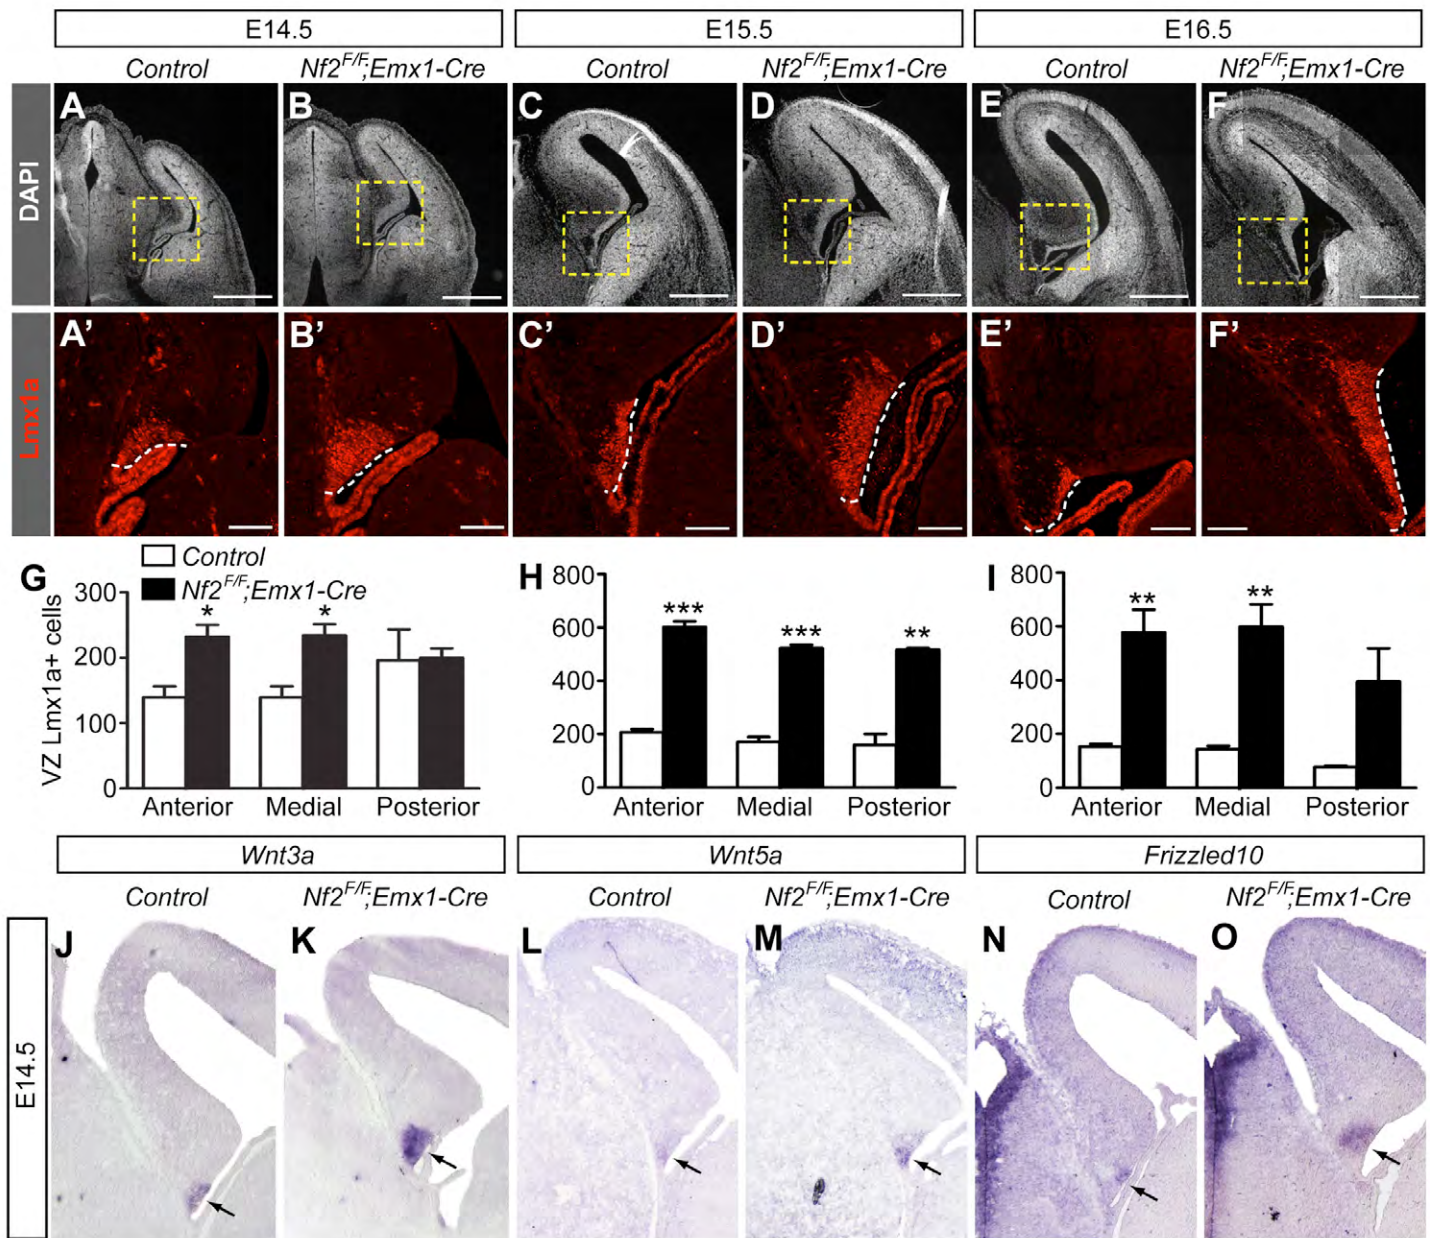 E14.5 E15.5 E16.5
Control Nf2F/F;Emx1-Cre Control Nf2F/F;Emx1-Cre Control Nf2F/F;Emx1-Cre
DAPI
A B C D E F
Lmx1a
A’ B’ C’ D’ E’ F’
G
Control
Nf2F/F;Emx1-Cre
VZ Lmx1a+ cells
300
200
100
0
* *
Anterior Medial Posterior
H
800
600
400
200
0
*** *** **
Anterior Medial Posterior
I
800
600
400
200
0
** **
Anterior Medial Posterior
Wnt3a Wnt5a Frizzled10
Control Nf2F/F;Emx1-Cre Control Nf2F/F;Emx1-Cre Control Nf2F/F;Emx1-Cre
E14.5
J K L M N O